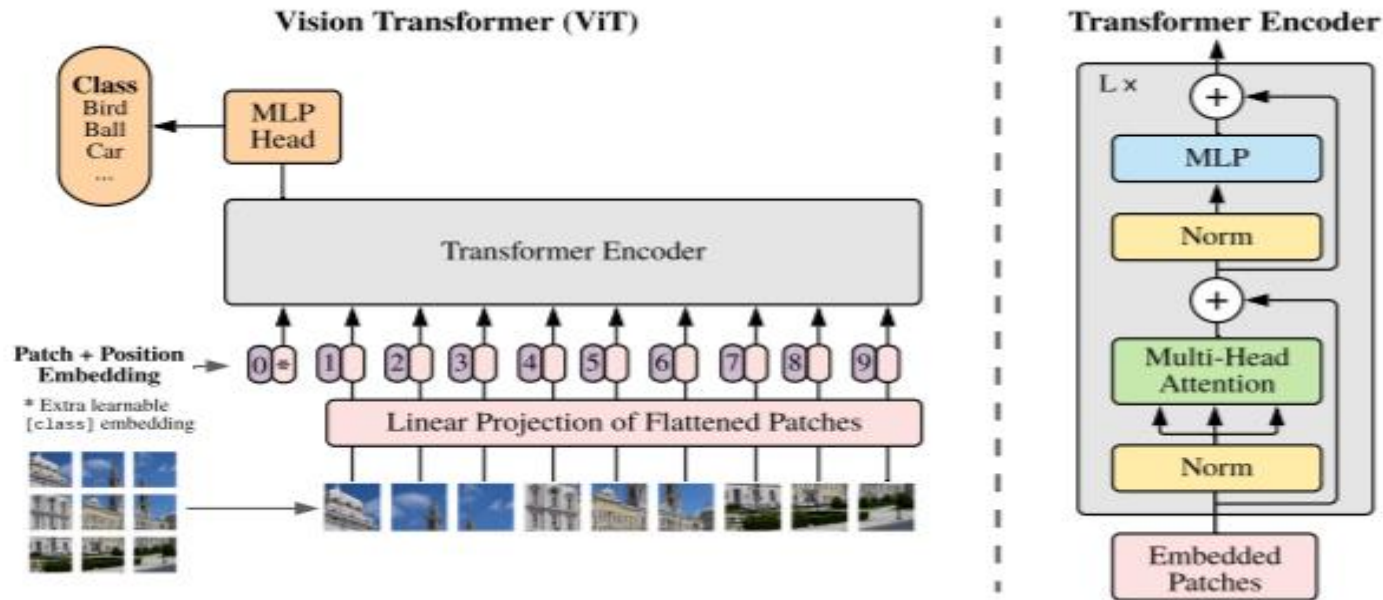 Vision Transformer (ViT)
Class
Bird
Ball
Car
...
MLP
Head
Transformer Encoder
Patch + Position
Embedding
* Extra learnable
[class] embedding
0 *
1
2
3
4
5
6
7
8
9
Linear Projection of Flattened Patches
Transformer Encoder
L ×
+
MLP
Norm
+
Multi-Head
Attention
Norm
Embedded
Patches